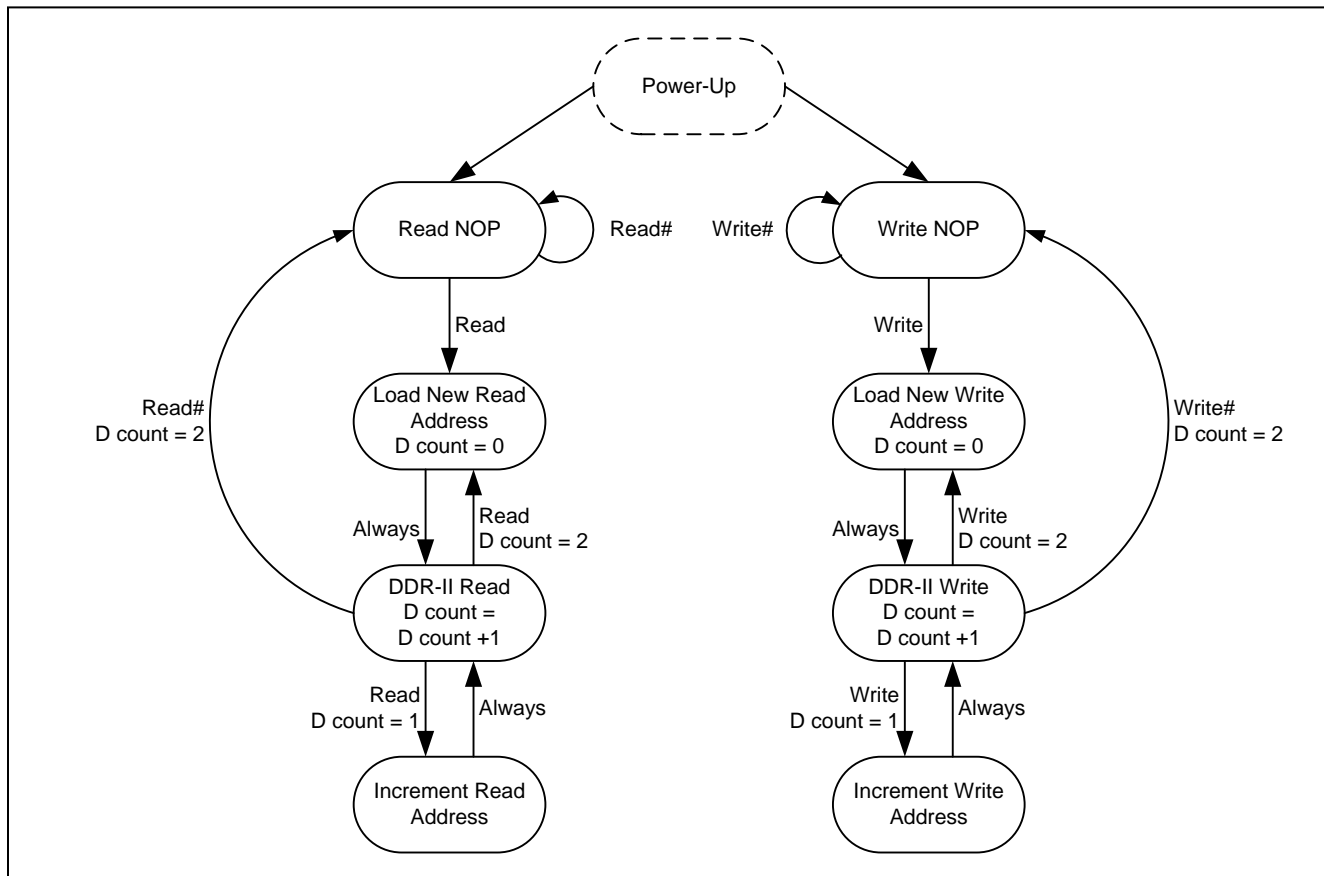 Power-Up
Read NOP
Read#
Write#
Write NOP
Read
Write
Load New Read
Address
D count = 0
Load New Write
Address
D count = 0
Read#
D count = 2
Write#
D count = 2
Always
Read
D count = 2
Always
Write
D count = 2
DDR-II Read
D count =
D count +1
DDR-II Write
D count =
D count +1
Read
D count = 1
Always
Write
D count = 1
Always
Increment Read
Address
Increment Write
Address